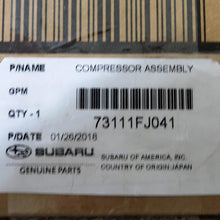 P/NAME COMPRESSOR ASSEMBLY
GPM
QTY - 1 73111FJ041
P/DATE 01/26/2018
SUBARU SUBARU OF AMERICA, INC.
GENUINE PARTS COUNTRY OF ORIGIN JAPAN